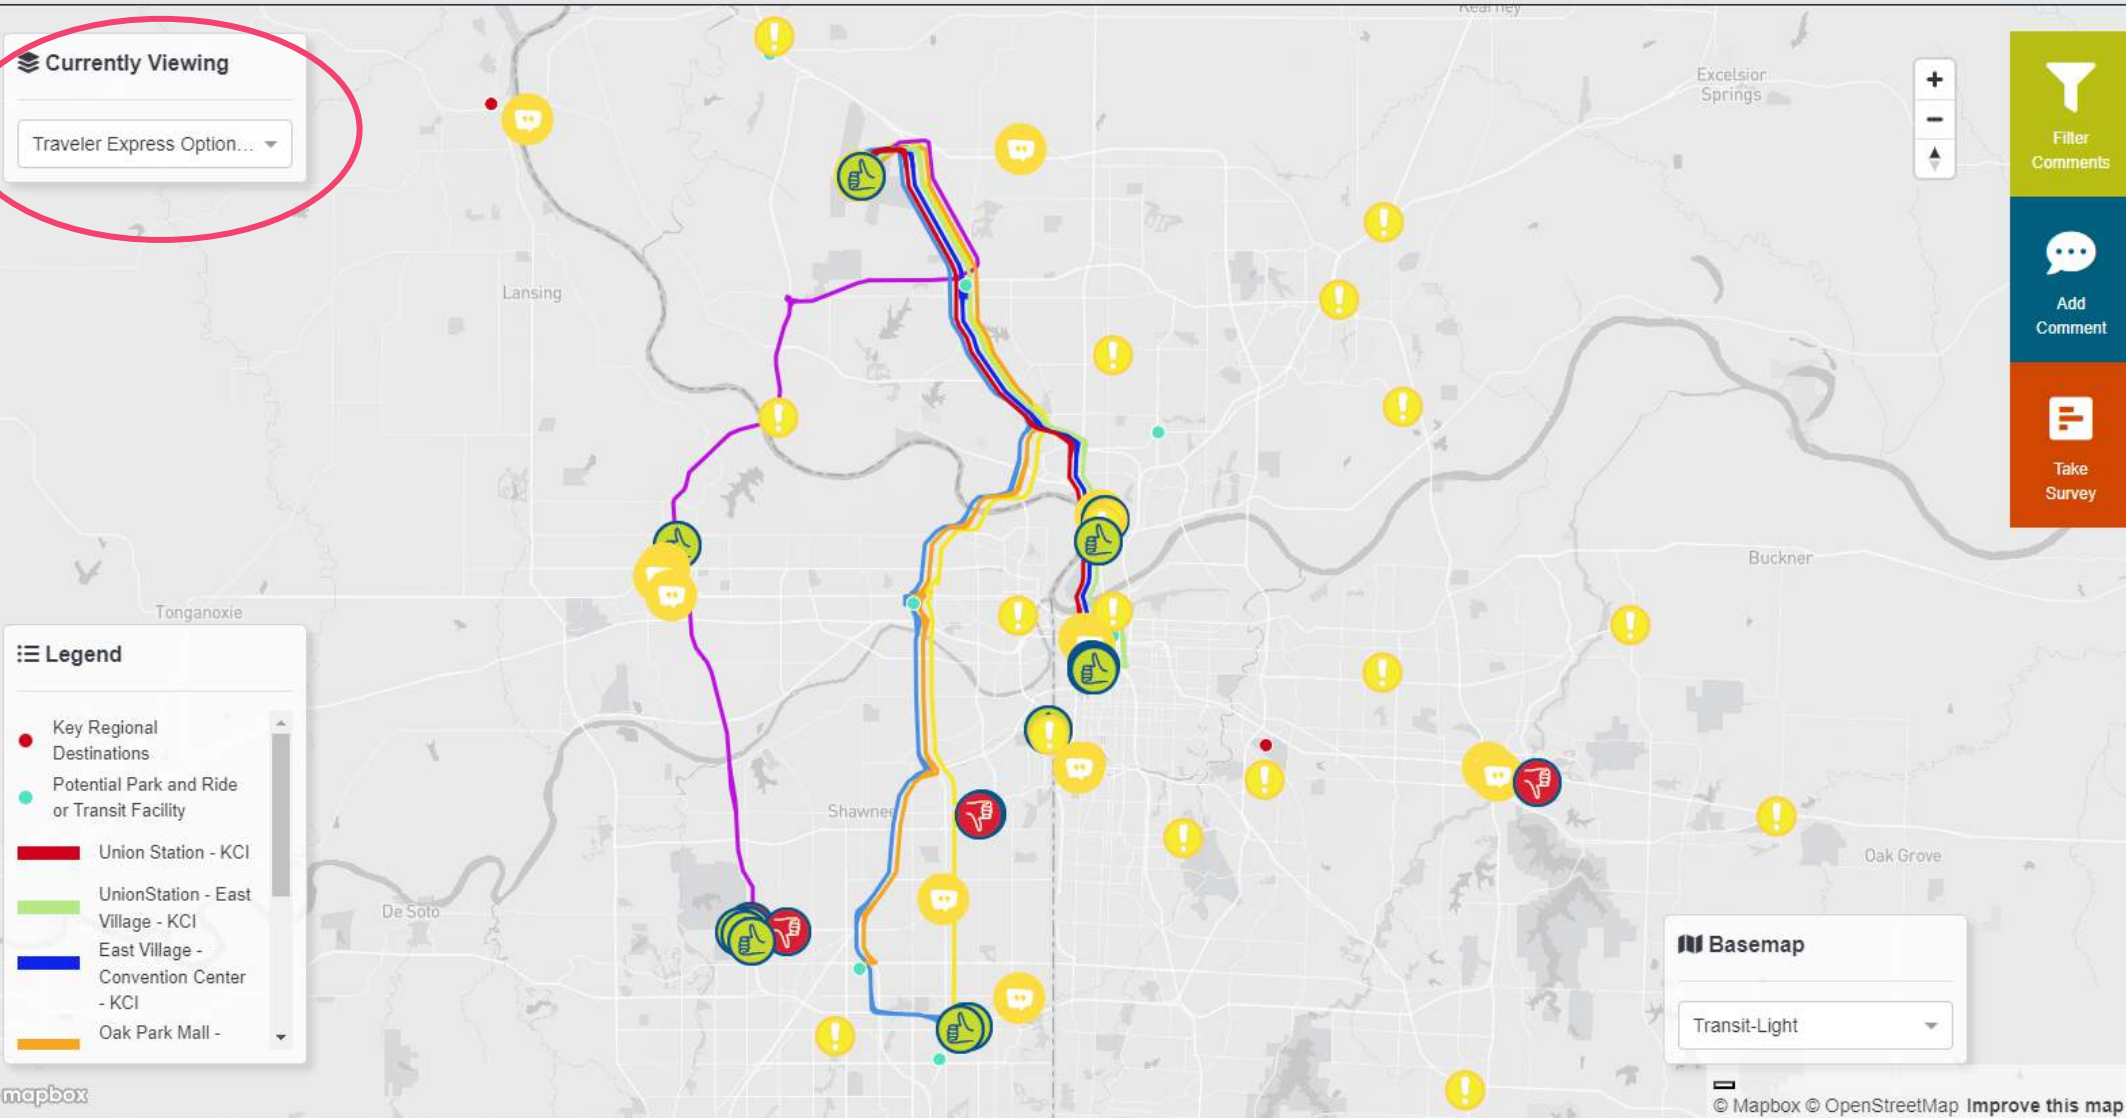 Kearney
Currently Viewing
Traveler Express Option...
Excelsior
Springs
Filter
Comments
Add
Comment
Take
Survey
Lansing
Tonganoxie
Buckner
Legend
Key Regional
Destinations
Potential Park and Ride
or Transit Facility
Union Station - KCI
UnionStation - East
Village - KCI
East Village -
Convention Center
- KCI
Oak Park Mall -
Shawnee
De Soto
Oak Grove
Basemap
Transit-Light
mapbox
© Mapbox © OpenStreetMap Improve this map